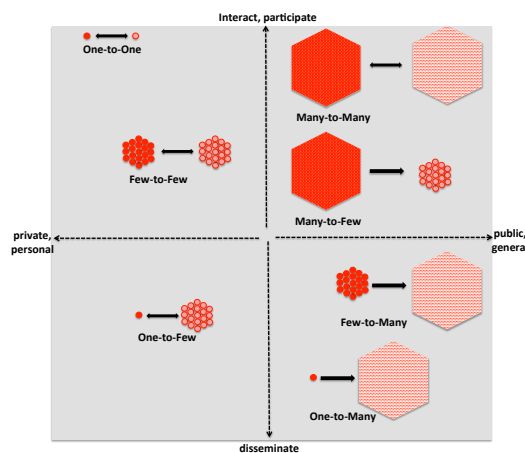 Interact, participate
One-to-One
Many-to-Many
Few-to-Few
Many-to-Few
private,
personal
public,
general
One-to-Few
Few-to-Many
One-to-Many
disseminate